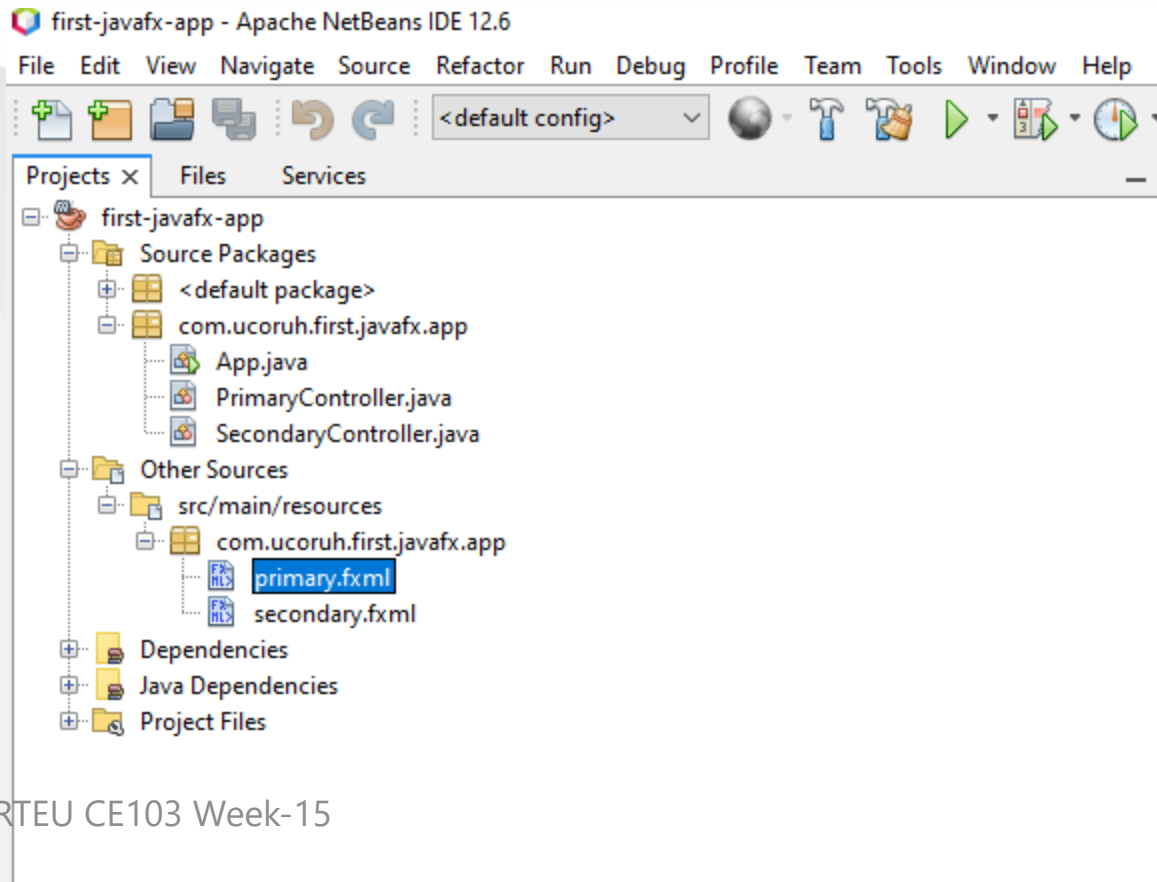 first-javafx-app - Apache NetBeans IDE 12.6
File Edit View Navigate Source Refactor Run Debug Profile Team Tools Window Help
<default config>
Projects Files Services
first-javafx-app
Source Packages
<default package>
com.ucoruh.first.javafx.app
App.java
PrimaryController.java
SecondaryController.java
Other Sources
src/main/resources
com.ucoruh.first.javafx.app
primary.fxml
secondary.fxml
Dependencies
Java Dependencies
Project Files
RTEU CE103 Week-15